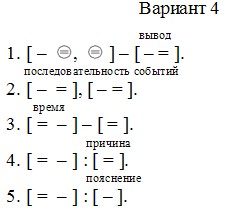 Вариант 4
вывод
1. [ – ⊜, ⊜ ] – [ – = ].
последовательность событий
2. [ – = ], [ – = ].
время
3. [ = – ] – [ = ].
причина
4. [ = – ] : [ = ].
пояснение
5. [ = – ] : [ – ].